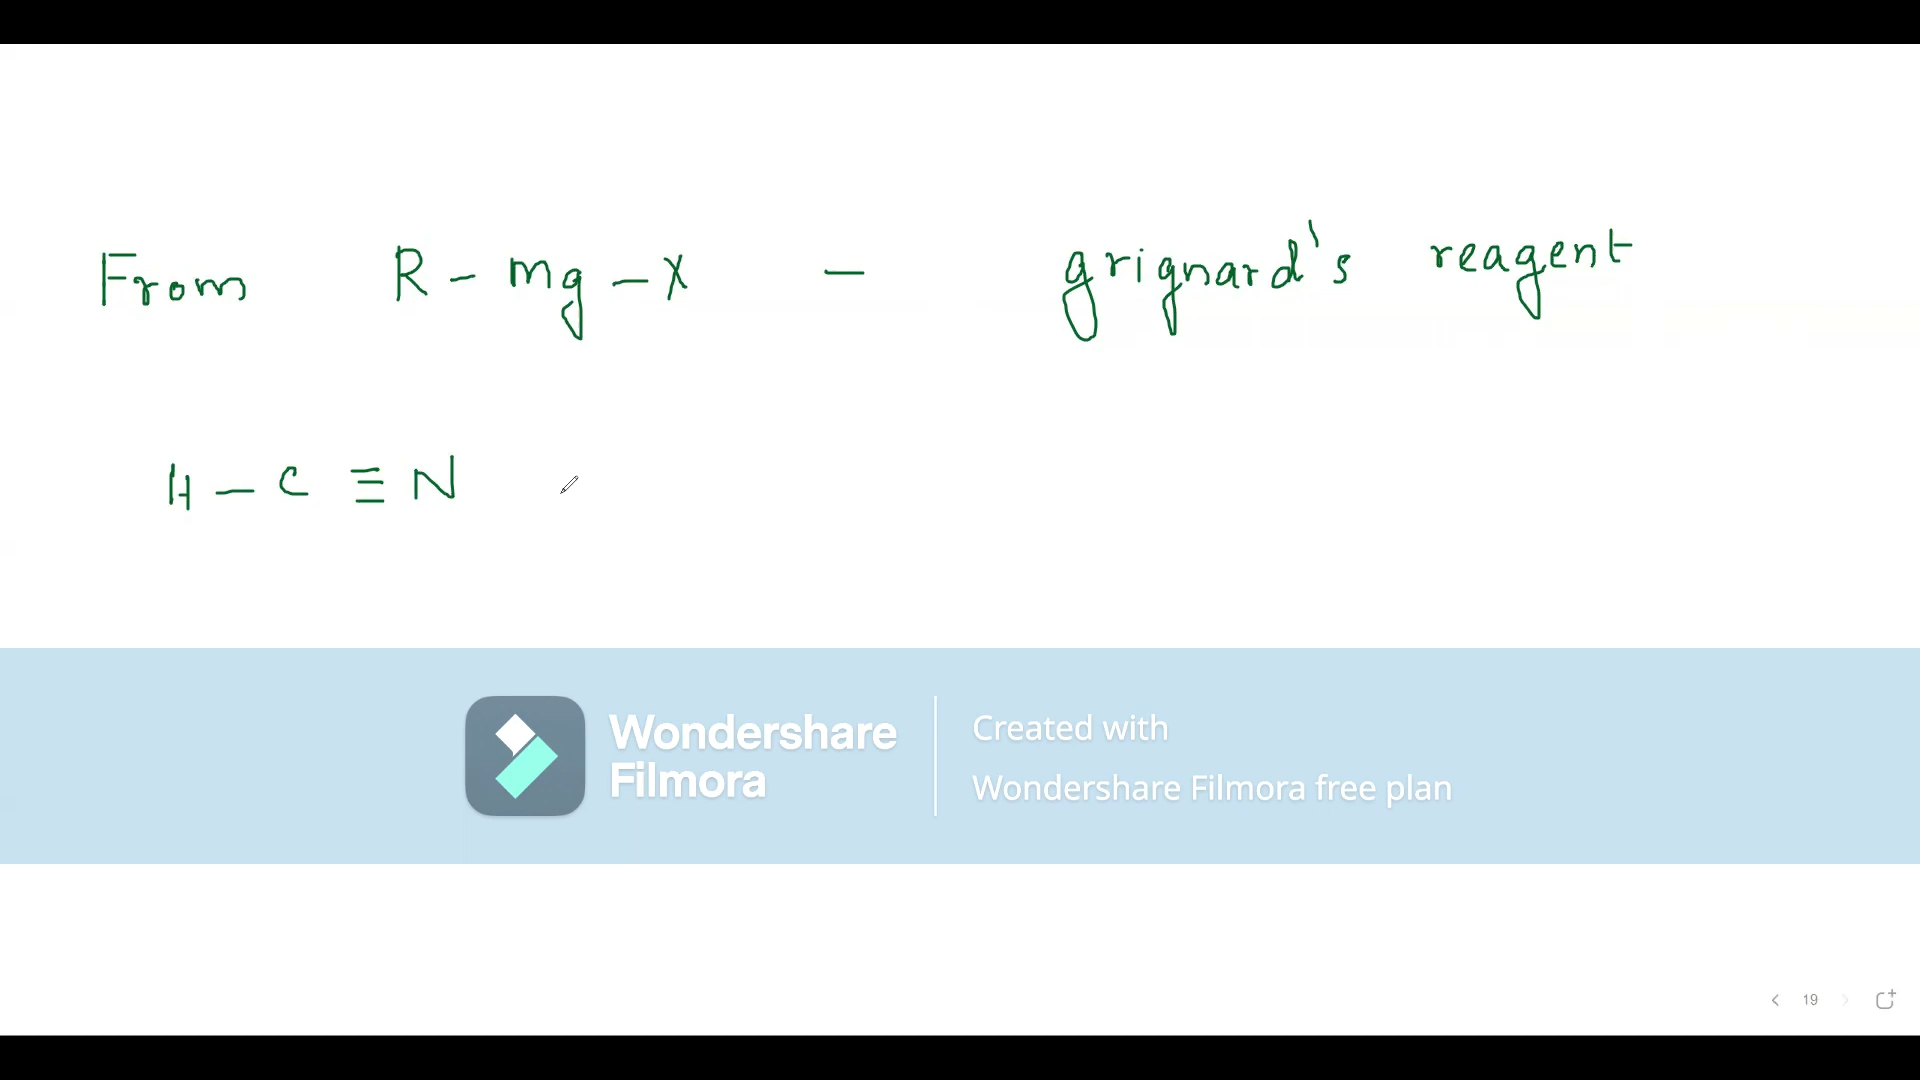 From R - mg - X - grignard's reagent
H - C ≡ N
Wondershare
Filmora
Created with
Wondershare Filmora free plan
19